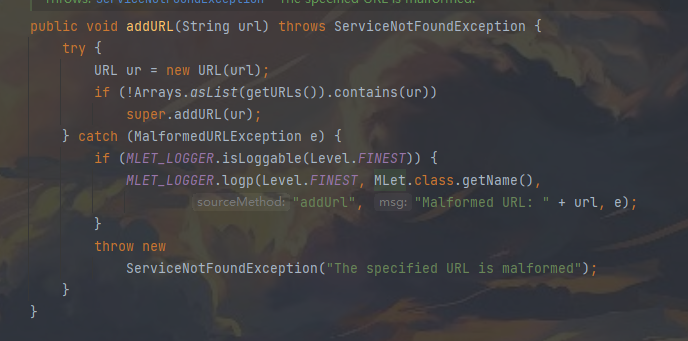 Throws: ServiceNotFoundException – The specified URL is malformed.
public void addURL(String url) throws ServiceNotFoundException {
try {
URL ur = new URL(url);
if (!Arrays.asList(getURLs()).contains(ur))
super.addURL(ur);
} catch (MalformedURLException e) {
if (MLET_LOGGER.isLoggable(Level.FINEST)) {
MLET_LOGGER.logp(Level.FINEST, MLet.class.getName(),
sourceMethod: "addUrl", msg: "Malformed URL: " + url, e);
}
throw new
ServiceNotFoundException("The specified URL is malformed");
}
}